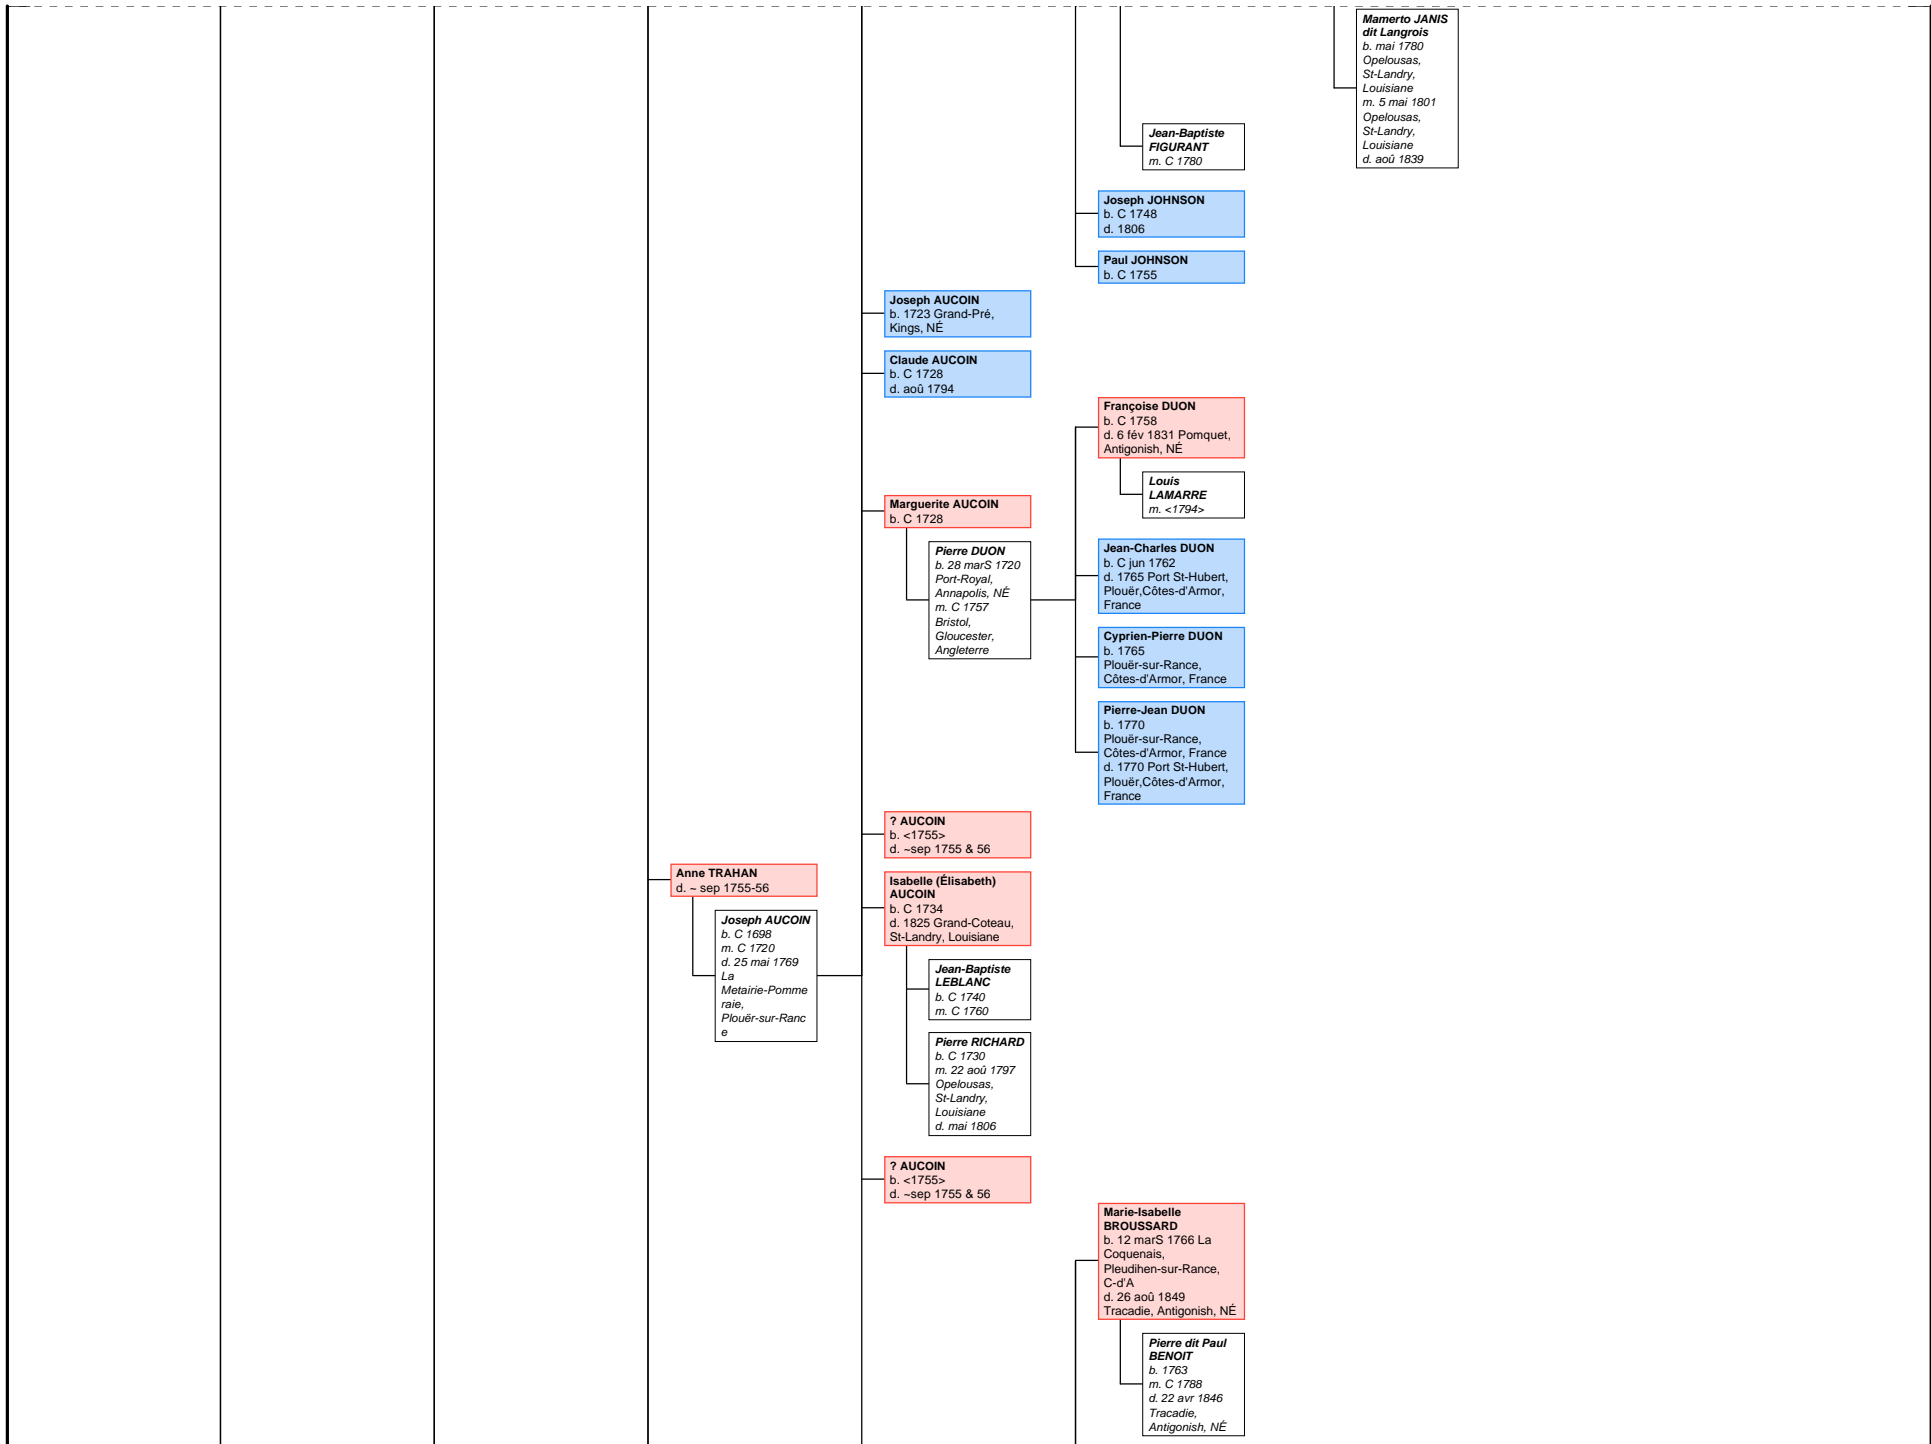 Mamerto JANIS
dit Langrois
b. mai 1780
Opelousas,
St-Landry,
Louisiane
m. 5 mai 1801
Opelousas,
St-Landry,
Louisiane
d. aoû 1839
Jean-Baptiste
FIGURANT
m. C 1780
Joseph JOHNSON
b. C 1748
d. 1806
Paul JOHNSON
b. C 1755
Joseph AUCOIN
b. 1723 Grand-Pré,
Kings, NÉ
Claude AUCOIN
b. C 1728
d. aoû 1794
Françoise DUON
b. C 1758
d. 6 fév 1831 Pomquet,
Antigonish, NÉ
Louis
LAMARRE
m. <1794>
Marguerite AUCOIN
b. C 1728
Pierre DUON
b. 28 marS 1720
Port-Royal,
Annapolis, NÉ
m. C 1757
Bristol,
Gloucester,
Angleterre
Jean-Charles DUON
b. C jun 1762
d. 1765 Port St-Hubert,
Plouër,Côtes-d'Armor,
France
Cyprien-Pierre DUON
b. 1765
Plouër-sur-Rance,
Côtes-d'Armor, France
Pierre-Jean DUON
b. 1770
Plouër-sur-Rance,
Côtes-d'Armor, France
d. 1770 Port St-Hubert,
Plouër,Côtes-d'Armor,
France
? AUCOIN
b. <1755>
d. ~sep 1755 & 56
Anne TRAHAN
d. ~ sep 1755-56
Joseph AUCOIN
b. C 1698
m. C 1720
d. 25 mai 1769
La
Metairie-Pomme
raie,
Plouër-sur-Ranc
e
Isabelle (Élisabeth)
AUCOIN
b. C 1734
d. 1825 Grand-Coteau,
St-Landry, Louisiane
Jean-Baptiste
LEBLANC
b. C 1740
m. C 1760
Pierre RICHARD
b. C 1730
m. 22 aoû 1797
Opelousas,
St-Landry,
Louisiane
d. mai 1806
? AUCOIN
b. <1755>
d. ~sep 1755 & 56
Marie-Isabelle
BROUSSARD
b. 12 marS 1766 La
Coquenais,
Pleudihen-sur-Rance,
C-d'A
d. 26 aoû 1849
Tracadie, Antigonish, NÉ
Pierre dit Paul
BENOIT
b. 1763
m. C 1788
d. 22 avr 1846
Tracadie,
Antigonish, NÉ